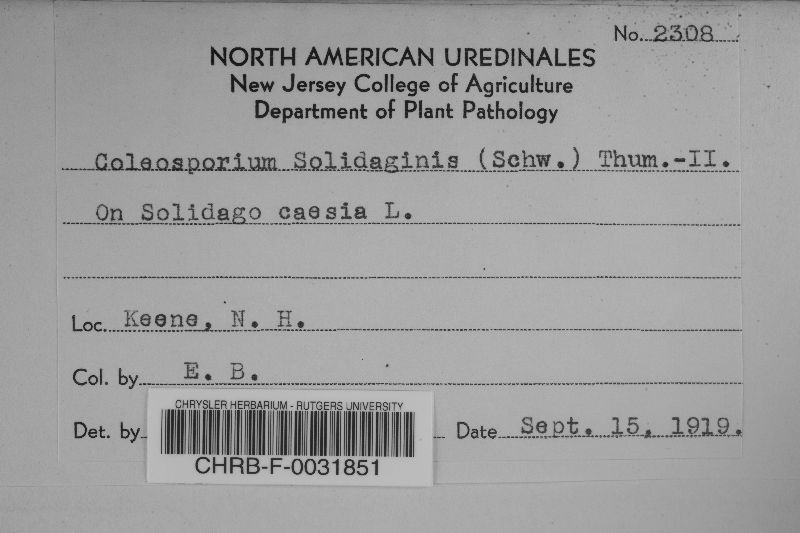 No. 2308
NORTH AMERICAN UREDINALES
New Jersey College of Agriculture
Department of Plant Pathology
Coleosporium Solidaginis (Schw.) Thum.-II.
On Solidago caesia L.
Loc. Keene, N. H.
Col. by E. B.
Det. by Date Sept. 15, 1919.
CHRYSLER HERBARIUM - RUTGERS UNIVERSITY
CHRB-F-0031851